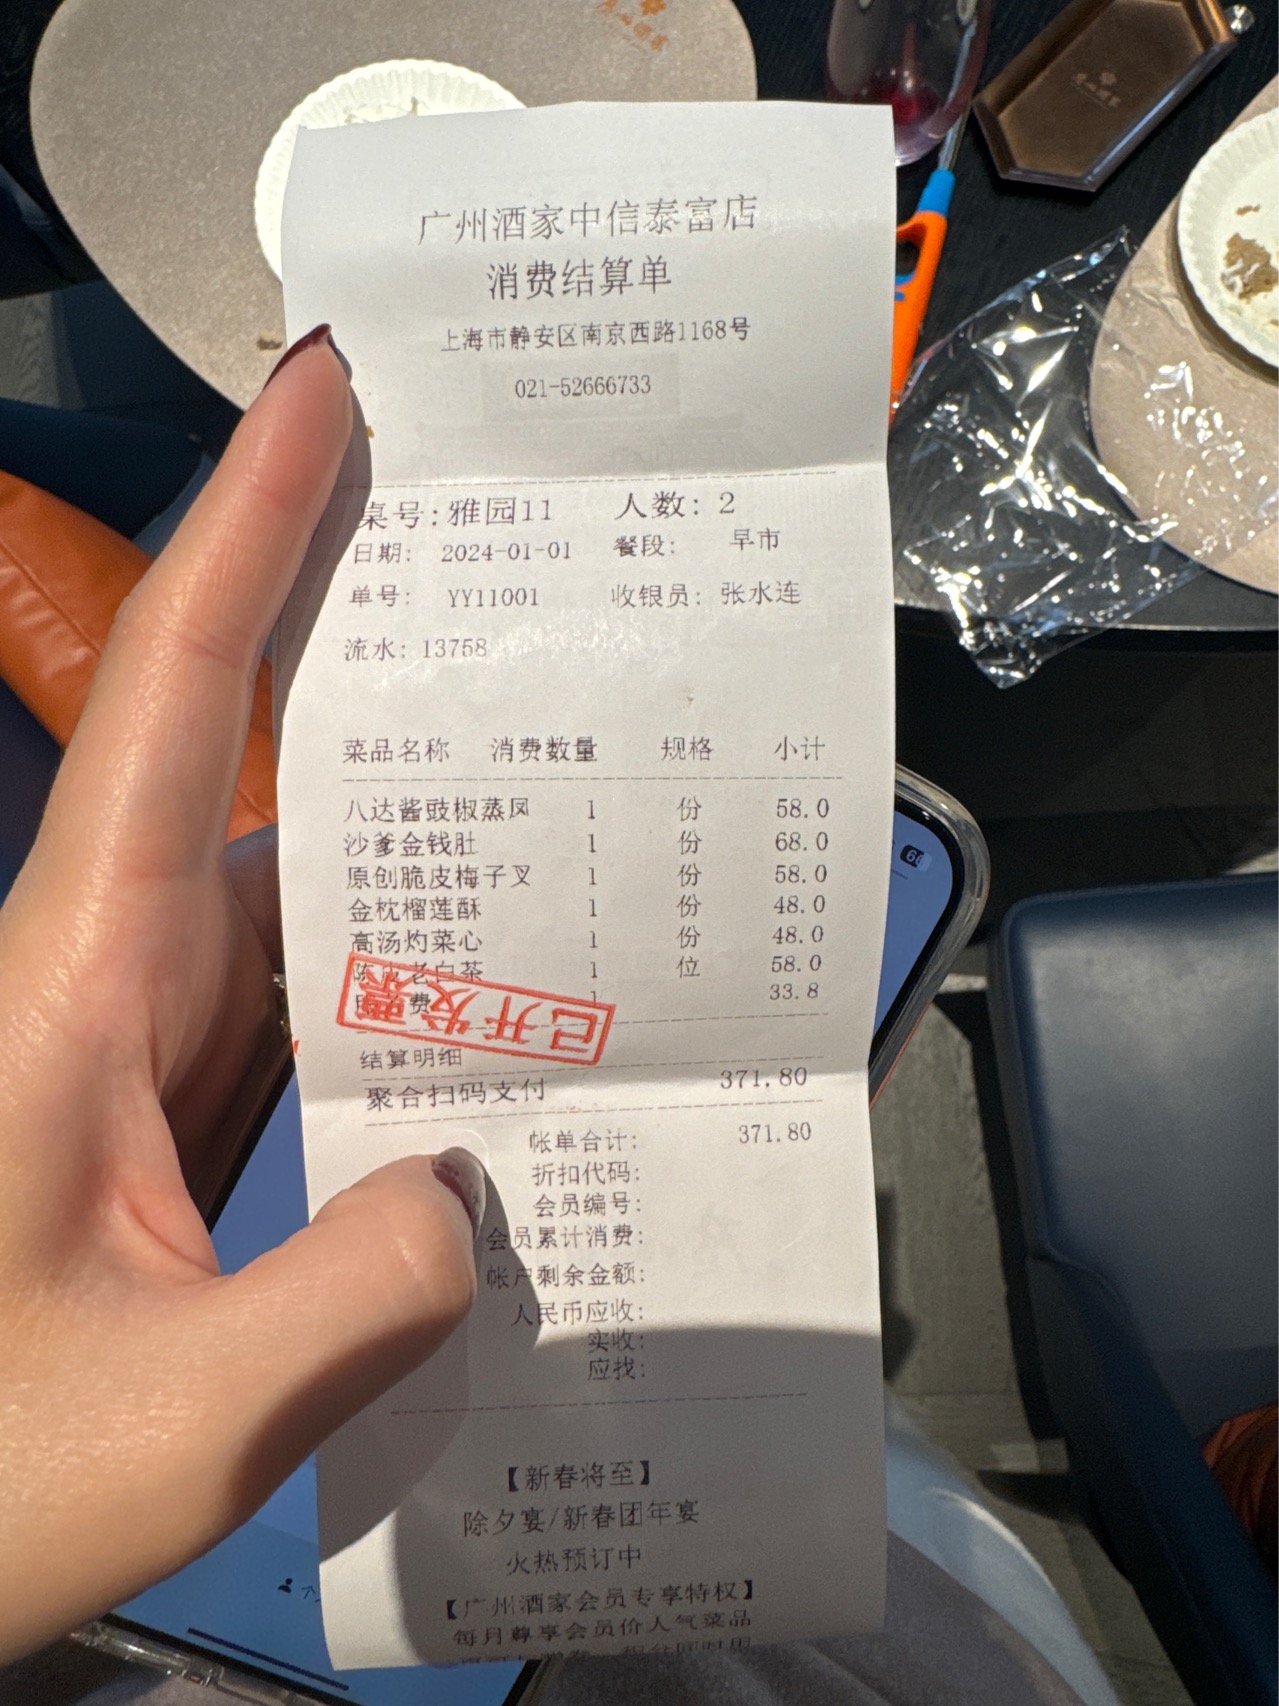 广州酒家中信泰富店
消费结算单
上海市静安区南京西路1168号
021-52666733
桌号:雅园11 人数: 2
日期: 2024-01-01 餐段: 早市
单号: YY11001 收银员: 张水连
流水: 13758
菜品名称 消费数量 规格 小计
八达酱豉椒蒸凤 1 份 58.0
沙爹金钱肚 1 份 68.0
原创脆皮梅子叉 1 份 58.0
金枕榴莲酥 1 份 48.0
高汤灼菜心 1 份 48.0
老白茶 1 位 58.0
费 1 33.8
已开发票
结算明细
聚合扫码支付 371.80
帐单合计: 371.80
折扣代码:
会员编号:
会员累计消费:
帐户剩余金额:
人民币应收:
实收:
应找:
【新春将至】
除夕宴/新春团年宴
火热预订中
【广州酒家会员专享特权】
每月尊享会员价人气菜品